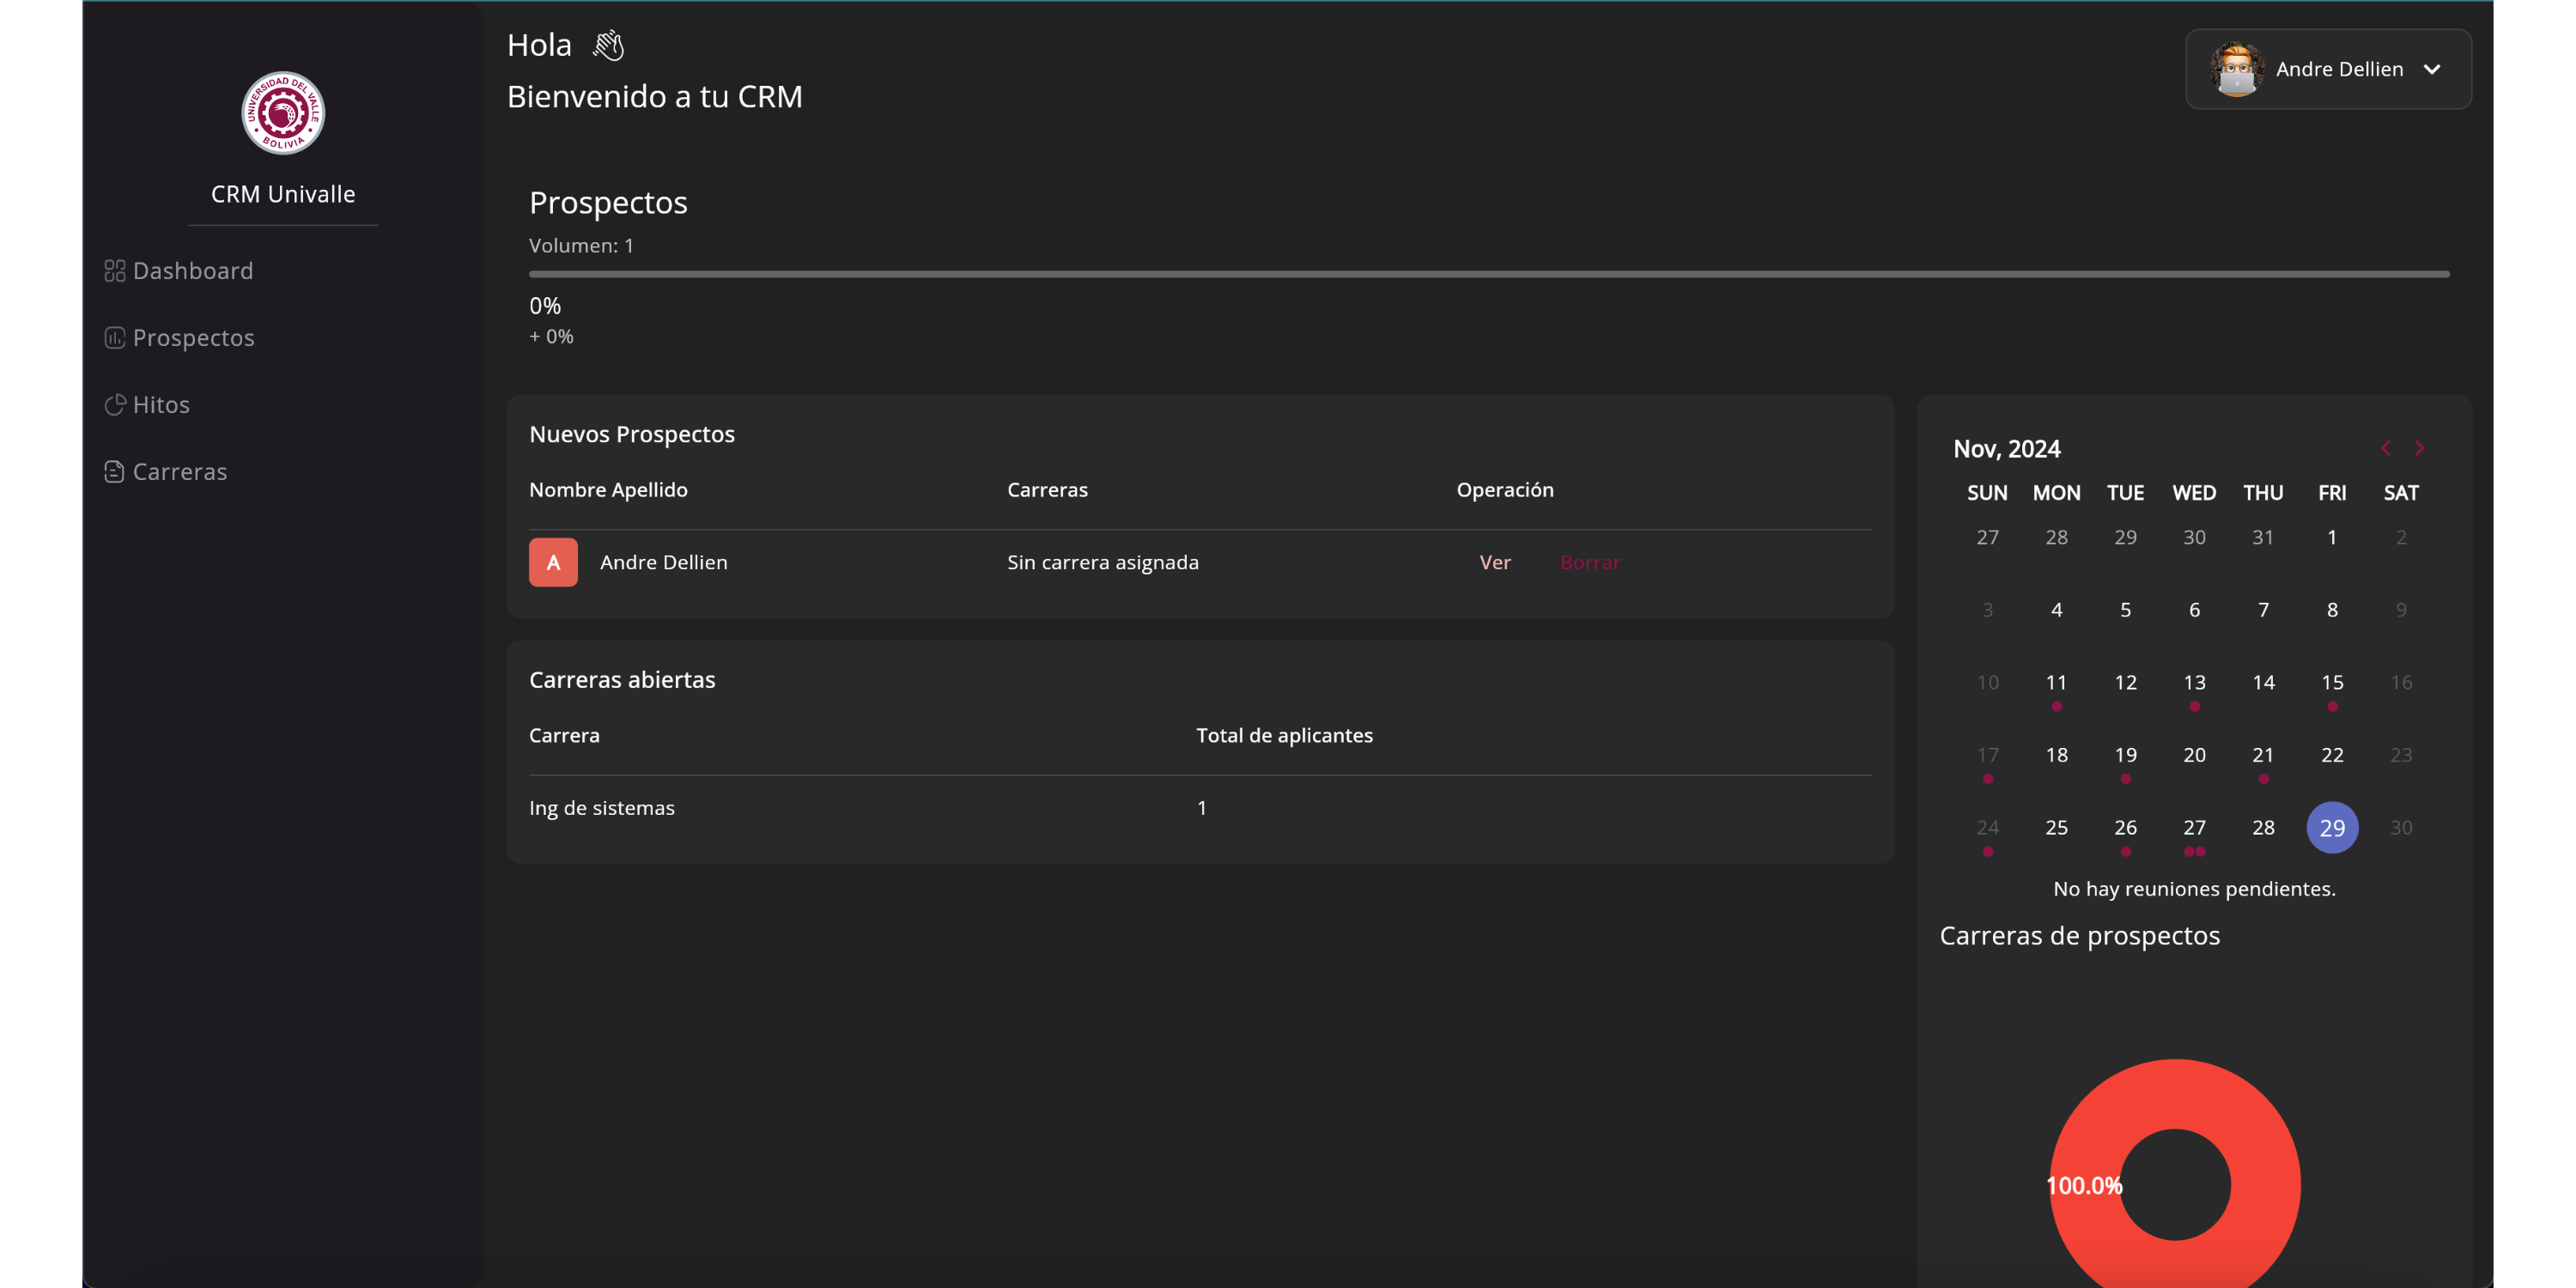 UNIVERSIDAD DEL VALLE
BOLIVIA
CRM Univalle
Dashboard
Prospectos
Hitos
Carreras
Hola
Bienvenido a tu CRM
Andre Dellien
Prospectos
Volumen: 1
0%
+ 0%
Nuevos Prospectos
Nombre Apellido Carreras Operación
A Andre Dellien Sin carrera asignada Ver Borrar
Carreras abiertas
Carrera Total de aplicantes
Ing de sistemas 1
Nov, 2024
SUN MON TUE WED THU FRI SAT
27 28 29 30 31 1 2
3 4 5 6 7 8 9
10 11 12 13 14 15 16
17 18 19 20 21 22 23
24 25 26 27 28 29 30
No hay reuniones pendientes.
Carreras de prospectos
100.0%